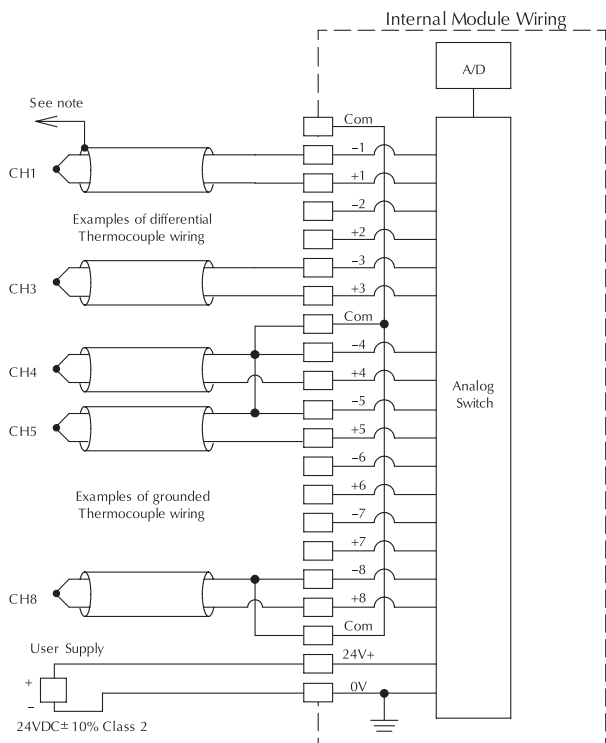 Internal Module Wiring
A/D
See note
Com
–1
CH1
+1
–2
Examples of differential
Thermocouple wiring
+2
–3
CH3
+3
Com
–4
CH4
+4
Analog
Switch
–5
CH5
+5
–6
+6
Examples of grounded
Thermocouple wiring
–7
+7
–8
CH8
+8
Com
User Supply
24V+
+
0V
–
24VDC± 10% Class 2